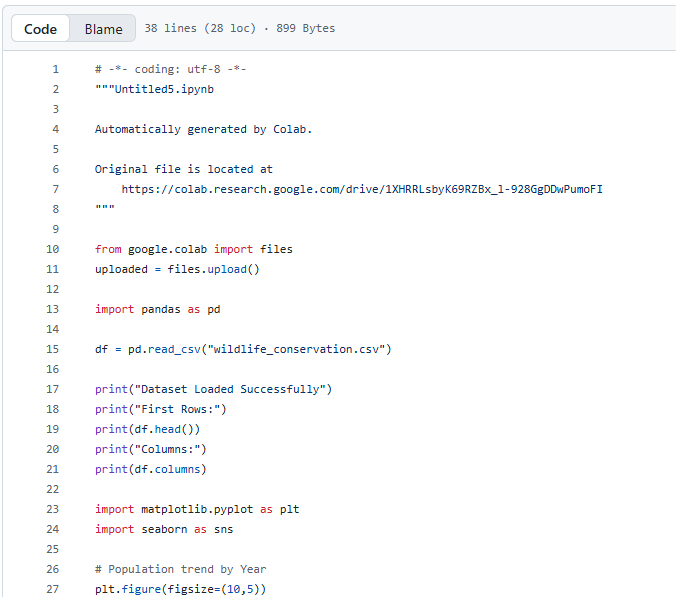 Code Blame 38 lines (28 loc) · 899 Bytes
1 # -*- coding: utf-8 -*-
2 """Untitled5.ipynb
3
4 Automatically generated by Colab.
5
6 Original file is located at
7 https://colab.research.google.com/drive/1XHRRLsbyK69RZBx_l-928GgDDwPumoFI
8 """
9
10 from google.colab import files
11 uploaded = files.upload()
12
13 import pandas as pd
14
15 df = pd.read_csv("wildlife_conservation.csv")
16
17 print("Dataset Loaded Successfully")
18 print("First Rows:")
19 print(df.head())
20 print("Columns:")
21 print(df.columns)
22
23 import matplotlib.pyplot as plt
24 import seaborn as sns
25
26 # Population trend by Year
27 plt.figure(figsize=(10,5))